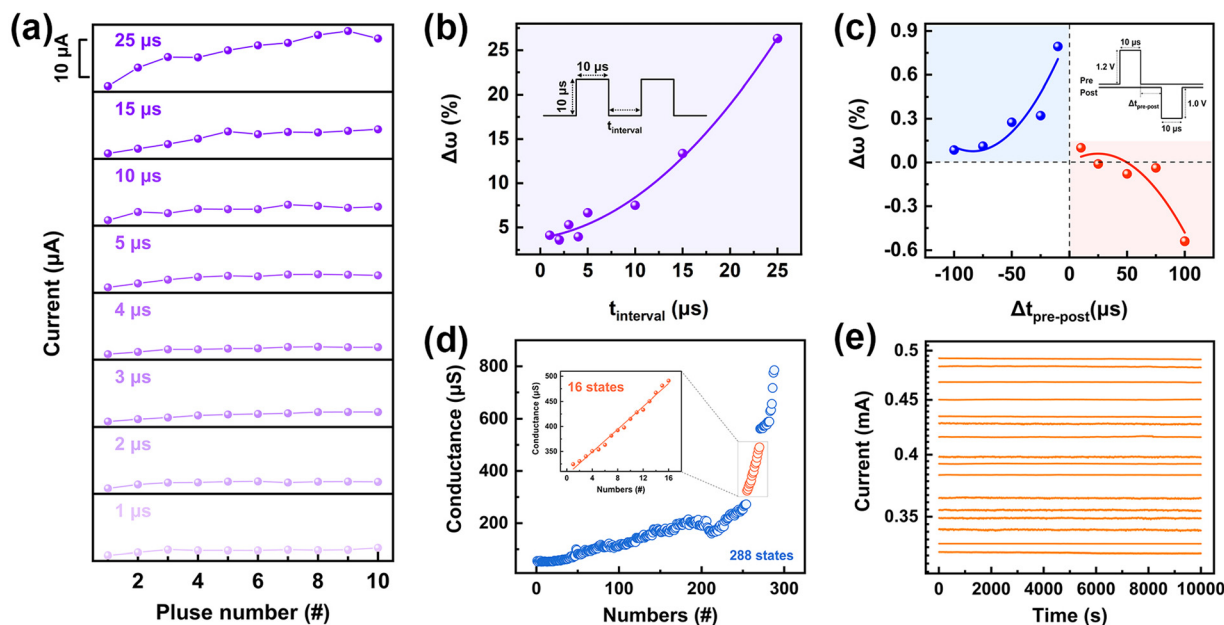 (a)
10 μA
25 μs
15 μs
10 μs
5 μs
4 μs
3 μs
2 μs
1 μs
Current (μA)
2 4 6 8 10
Pluse number (#)
(b)
25
20
15
10
5
Δω (%)
10 μs
10 μs
tinterval
0 5 10 15 20 25
tinterval (μs)
(c)
0.9
0.6
0.3
0.0
-0.3
-0.6
Δω (%)
10 μs
1.2 V
Pre
Post
Δtpre-post
1.0 V
10 μs
-100 -50 0 50 100
Δtpre-post(μs)
(d)
800
600
400
200
0
Conductance (μS)
500
450
400
350
Conductance (μS)
16 states
0 4 8 12 16
Numbers (#)
288 states
0 100 200 300
Numbers (#)
(e)
0.5
0.45
0.4
0.35
Current (mA)
0 2000 4000 6000 8000 10000
Time (s)